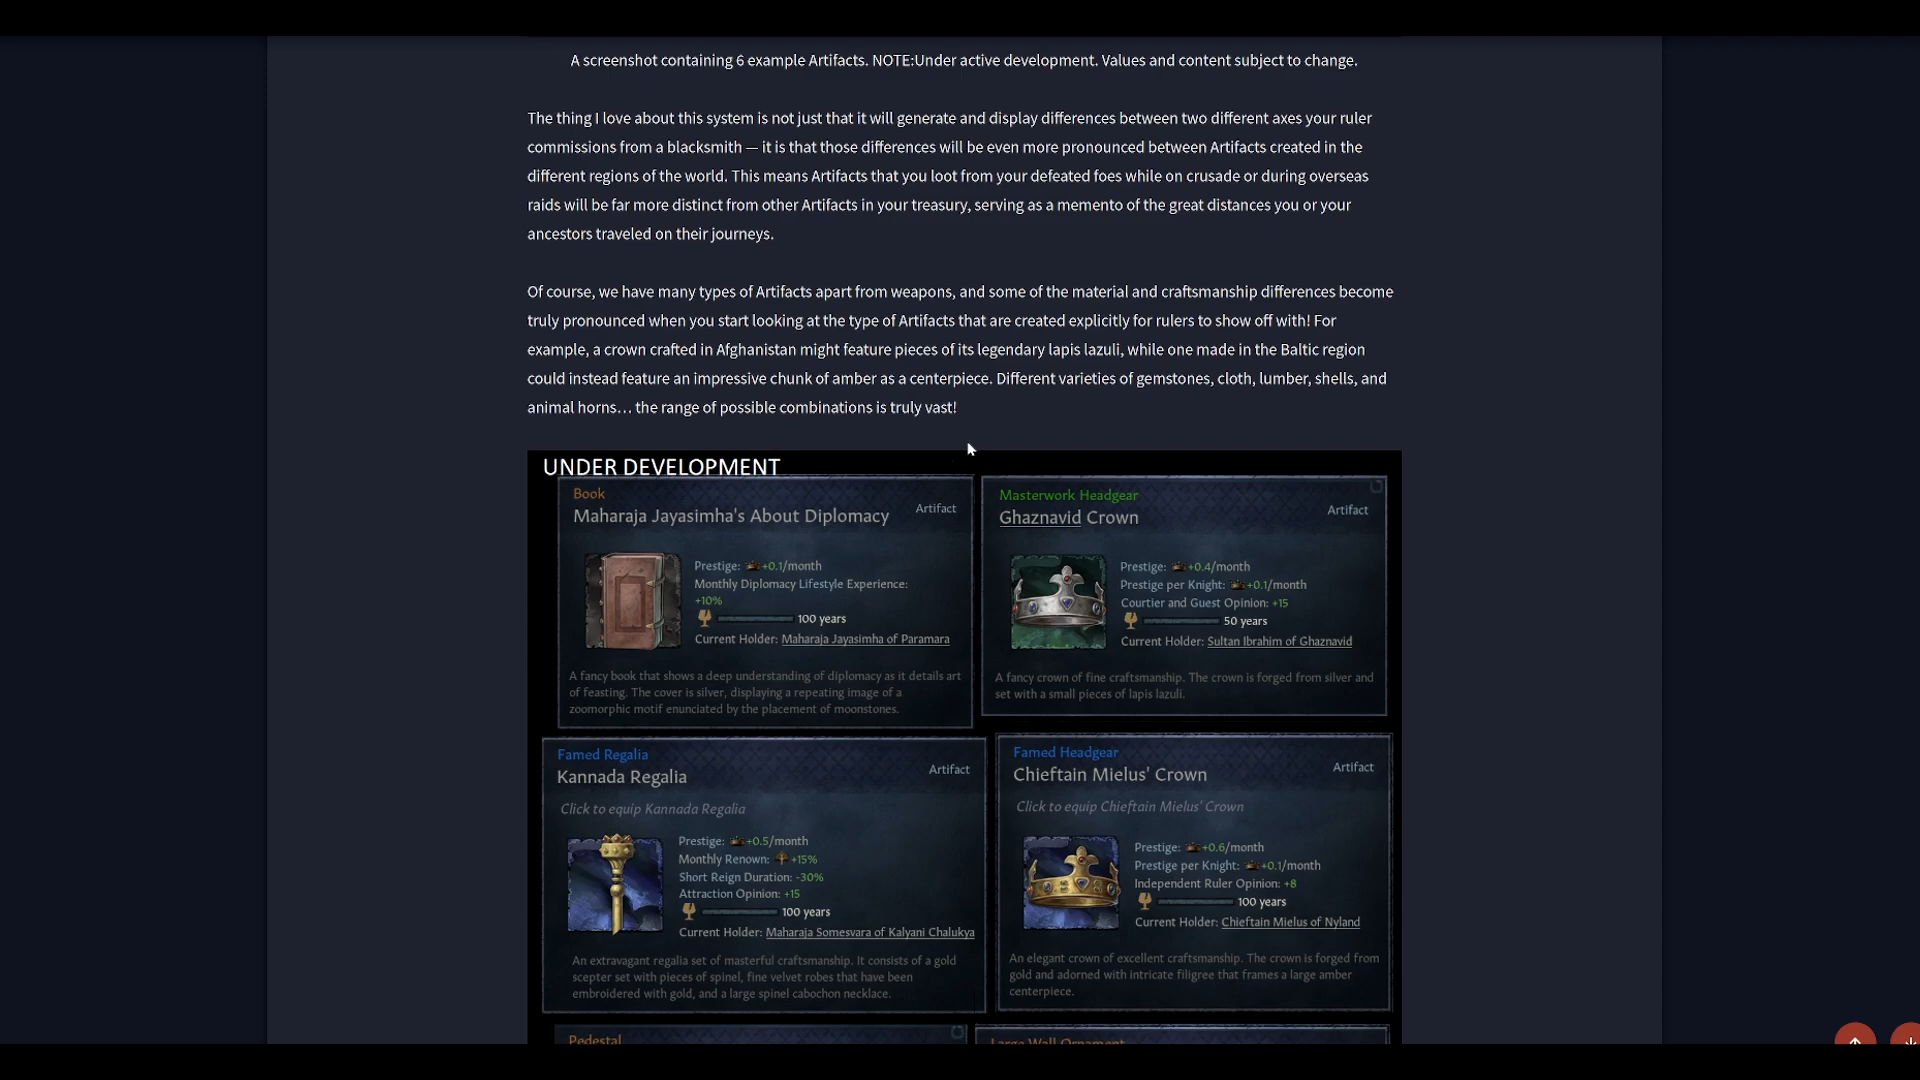 A screenshot containing 6 example Artifacts. NOTE:Under active development. Values and content subject to change.
The thing I love about this system is not just that it will generate and display differences between two different axes your ruler
commissions from a blacksmith — it is that those differences will be even more pronounced between Artifacts created in the
different regions of the world. This means Artifacts that you loot from your defeated foes while on crusade or during overseas
raids will be far more distinct from other Artifacts in your treasury, serving as a memento of the great distances you or your
ancestors traveled on their journeys.
Of course, we have many types of Artifacts apart from weapons, and some of the material and craftsmanship differences become
truly pronounced when you start looking at the type of Artifacts that are created explicitly for rulers to show off with! For
example, a crown crafted in Afghanistan might feature pieces of its legendary lapis lazuli, while one made in the Baltic region
could instead feature an impressive chunk of amber as a centerpiece. Different varieties of gemstones, cloth, lumber, shells, and
animal horns… the range of possible combinations is truly vast!
UNDER DEVELOPMENT
Book
Maharaja Jayasimha's About Diplomacy
Artifact
Prestige: +0.1/month
Monthly Diplomacy Lifestyle Experience:
+10%
100 years
Current Holder: Maharaja Jayasimha of Paramara
A fancy book that shows a deep understanding of diplomacy as it details art
of feasting. The cover is silver, displaying a repeating image of a
zoomorphic motif enunciated by the placement of moonstones.
Masterwork Headgear
Ghaznavid Crown
Artifact
Prestige: +0.4/month
Prestige per Knight: +0.1/month
Courtier and Guest Opinion: +15
50 years
Current Holder: Sultan Ibrahim of Ghaznavid
A fancy crown of fine craftsmanship. The crown is forged from silver and
set with a small pieces of lapis lazuli.
Famed Regalia
Kannada Regalia
Artifact
Click to equip Kannada Regalia
Prestige: +0.5/month
Monthly Renown: +15%
Short Reign Duration: -30%
Attraction Opinion: +15
100 years
Current Holder: Maharaja Somesvara of Kalyani Chalukya
An extravagant regalia set of masterful craftsmanship. It consists of a gold
scepter set with pieces of spinel, fine velvet robes that have been
embroidered with gold, and a large spinel cabochon necklace.
Famed Headgear
Chieftain Mielus' Crown
Artifact
Click to equip Chieftain Mielus' Crown
Prestige: +0.6/month
Prestige per Knight: +0.1/month
Independent Ruler Opinion: +8
100 years
Current Holder: Chieftain Mielus of Nyland
An elegant crown of excellent craftsmanship. The crown is forged from
gold and adorned with intricate filigree that frames a large amber
centerpiece.
Pedestal
Large Wall Ornament